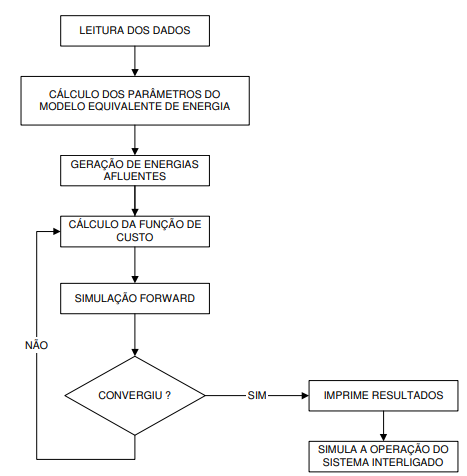 LEITURA DOS DADOS
CÁLCULO DOS PARÂMETROS DO
MODELO EQUIVALENTE DE ENERGIA
GERAÇÃO DE ENERGIAS
AFLUENTES
CÁLCULO DA FUNÇÃO DE
CUSTO
SIMULAÇÃO FORWARD
NÃO
CONVERGIU ?
SIM
IMPRIME RESULTADOS
SIMULA A OPERAÇÃO DO
SISTEMA INTERLIGADO